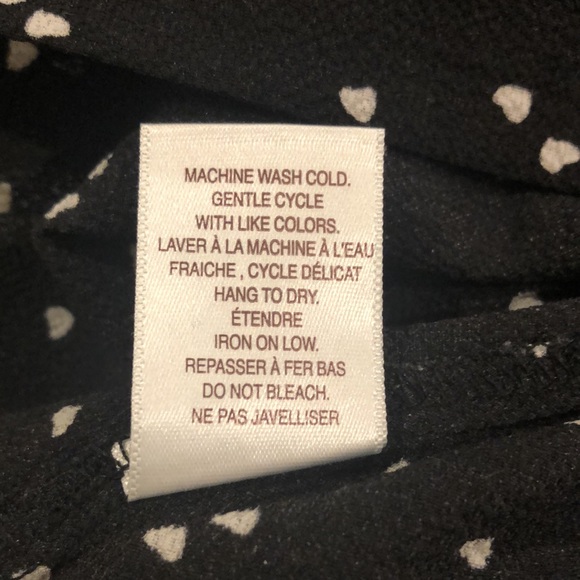 MACHINE WASH COLD.
GENTLE CYCLE
WITH LIKE COLORS.
LAVER À LA MACHINE À L'EAU
FRAICHE , CYCLE DÉLICAT
HANG TO DRY.
ÉTENDRE
IRON ON LOW.
REPASSER À FER BAS
DO NOT BLEACH.
NE PAS JAVELLISER